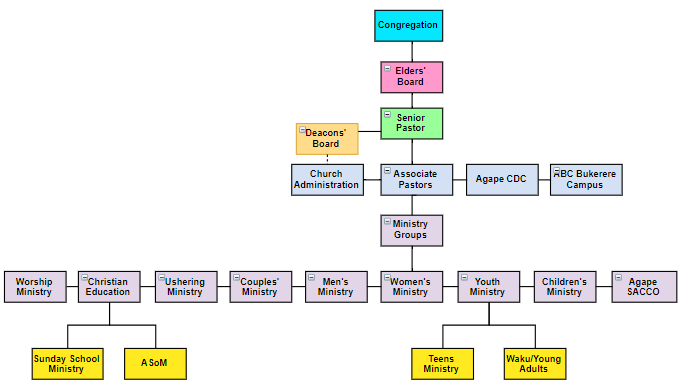 Congregation
Elders'
Board
Senior
Pastor
Deacons'
Board
Church
Administration
Associate
Pastors
Agape CDC
ABC Bukerere
Campus
Ministry
Groups
Worship
Ministry
Christian
Education
Ushering
Ministry
Couples'
Ministry
Men's
Ministry
Women's
Ministry
Youth
Ministry
Children's
Ministry
Agape
SACCO
Sunday School
Ministry
ASoM
Teens
Ministry
Waku/Young
Adults